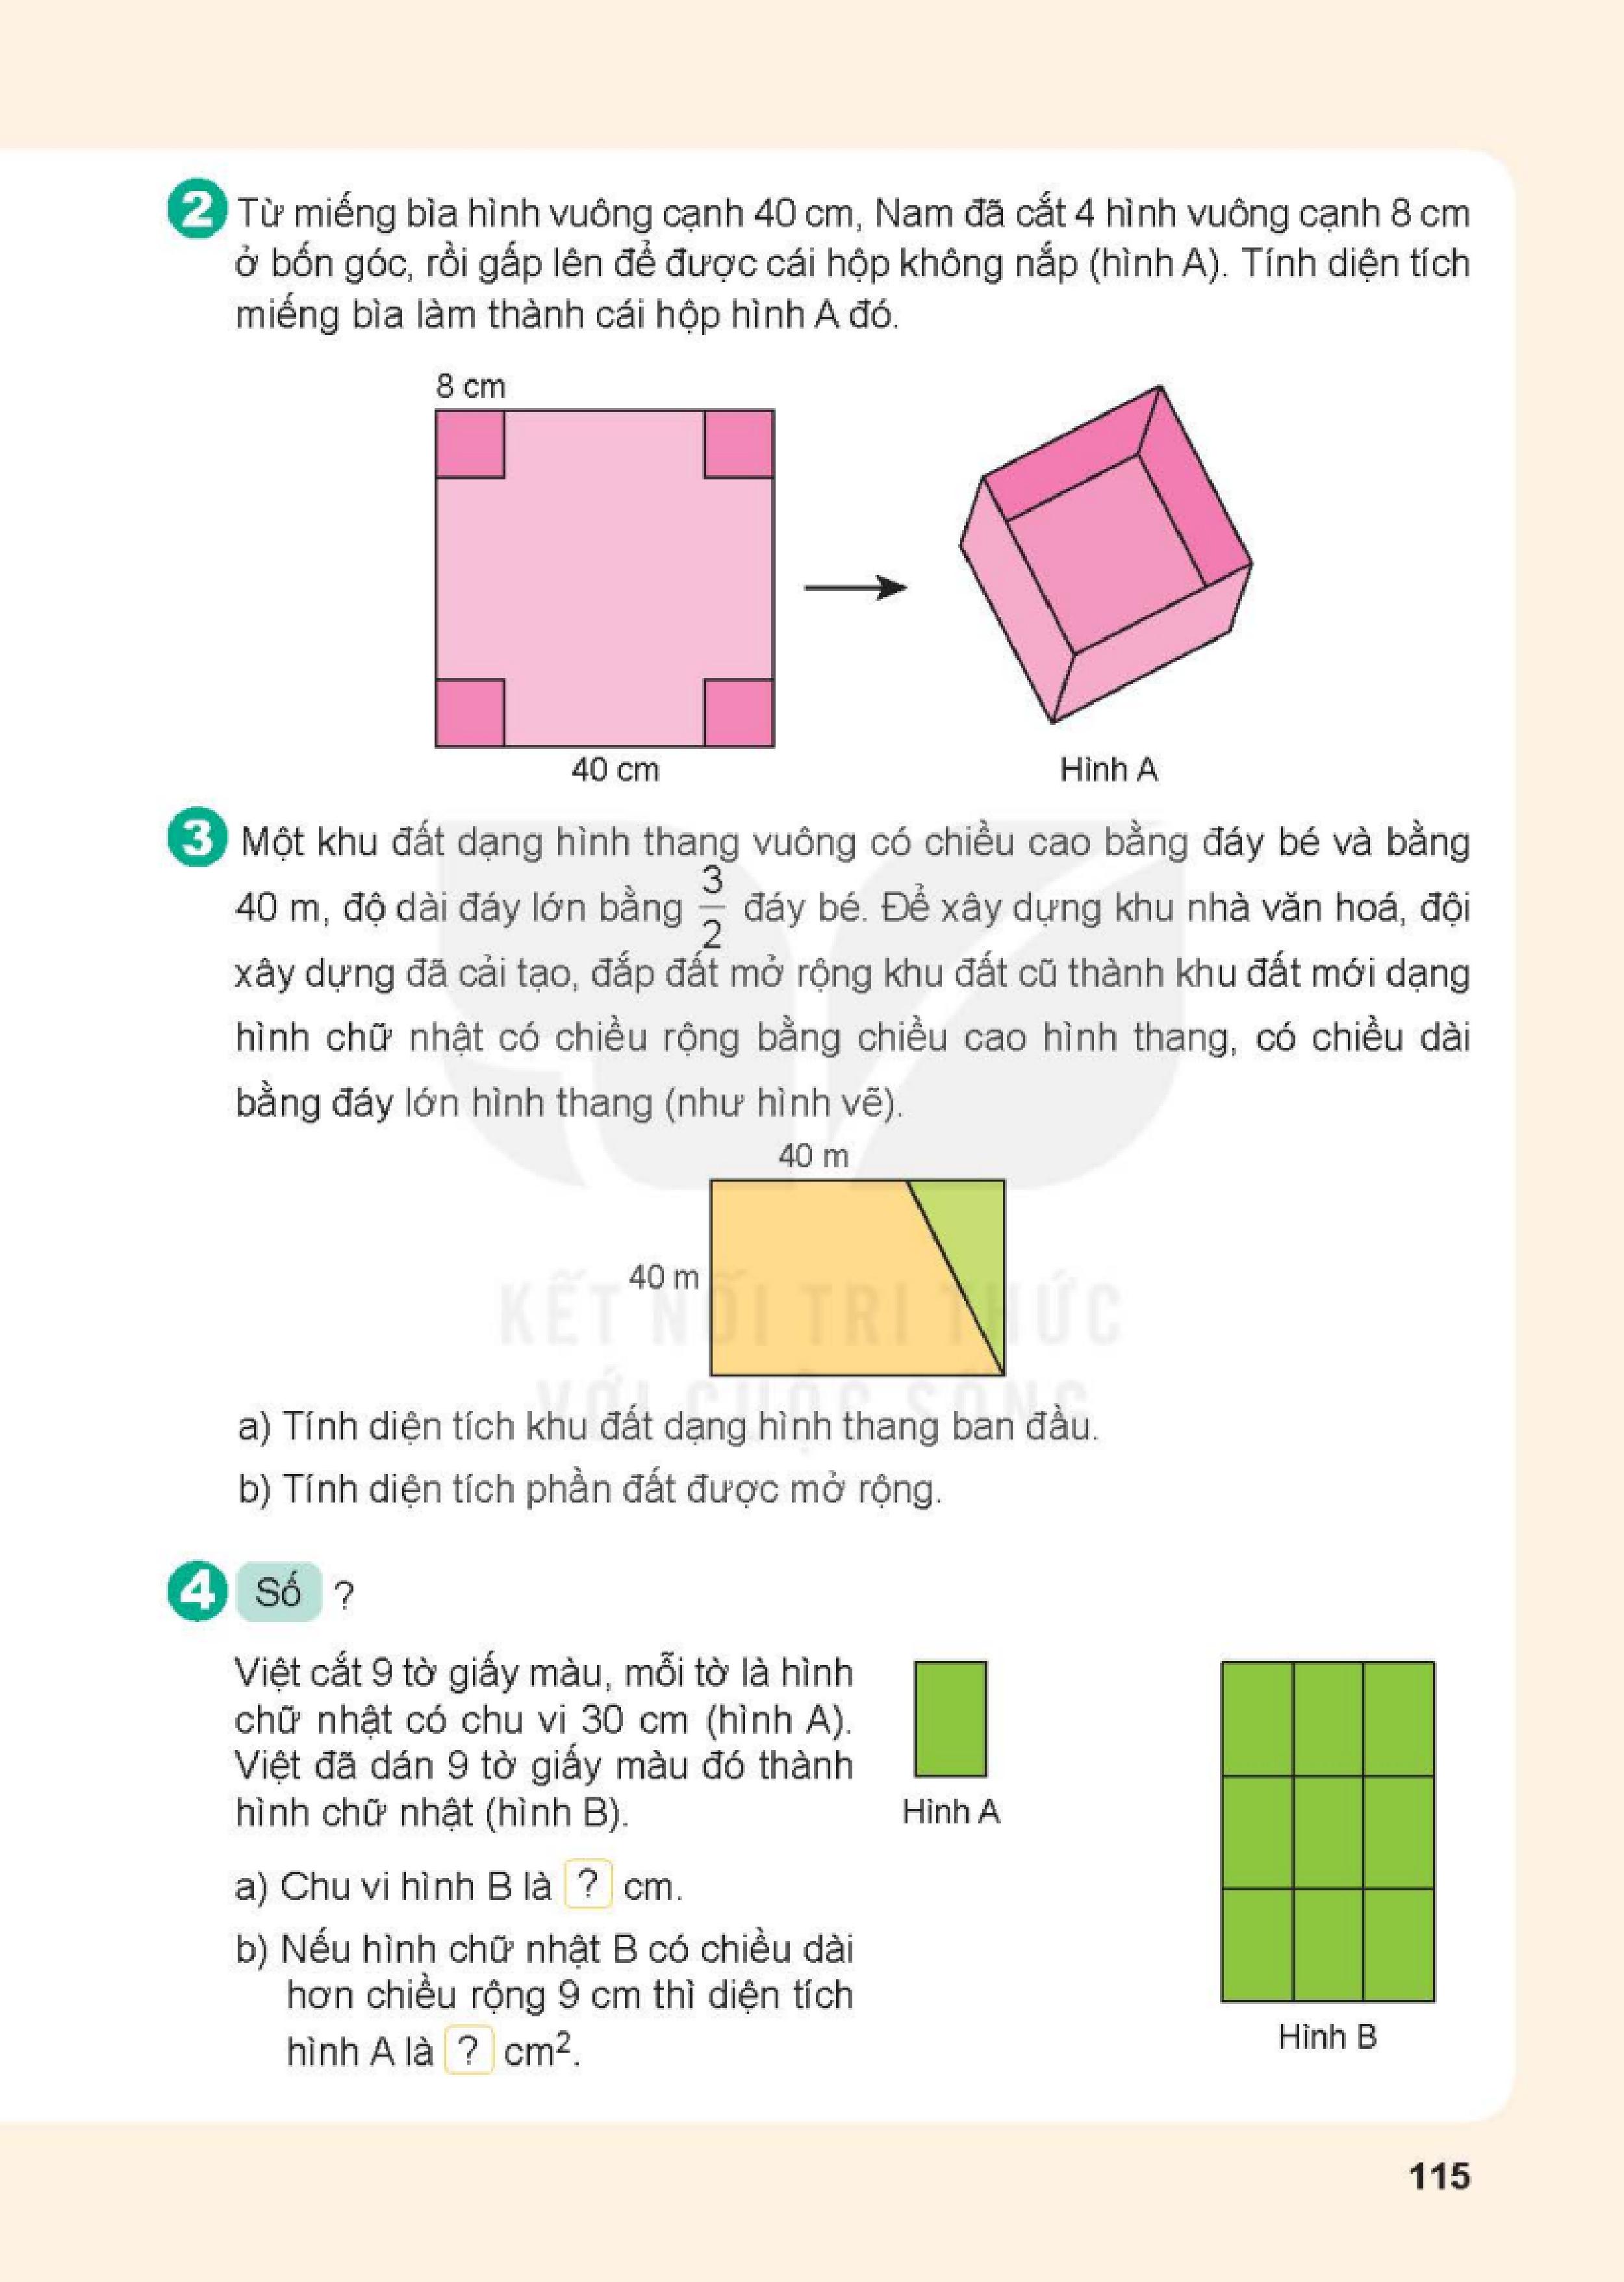 2 Từ miếng bìa hình vuông cạnh 40 cm, Nam đã cắt 4 hình vuông cạnh 8 cm
ở bốn góc, rồi gấp lên để được cái hộp không nắp (hình A). Tính diện tích
miếng bìa làm thành cái hộp hình A đó.
8 cm
40 cm
Hình A
3 Một khu đất dạng hình thang vuông có chiều cao bằng đáy bé và bằng
40 m, độ dài đáy lớn bằng 3/2 đáy bé. Để xây dựng khu nhà văn hoá, đội
xây dựng đã cải tạo, đắp đất mở rộng khu đất cũ thành khu đất mới dạng
hình chữ nhật có chiều rộng bằng chiều cao hình thang, có chiều dài
bằng đáy lớn hình thang (như hình vẽ).
40 m
40 m
KẾT NỐI TRI THỨC
VỚI CUỘC SỐNG
a) Tính diện tích khu đất dạng hình thang ban đầu.
b) Tính diện tích phần đất được mở rộng.
4 Số ?
Việt cắt 9 tờ giấy màu, mỗi tờ là hình
chữ nhật có chu vi 30 cm (hình A).
Việt đã dán 9 tờ giấy màu đó thành
hình chữ nhật (hình B).
Hình A
a) Chu vi hình B là ? cm.
b) Nếu hình chữ nhật B có chiều dài
hơn chiều rộng 9 cm thì diện tích
hình A là ? cm².
Hình B
115